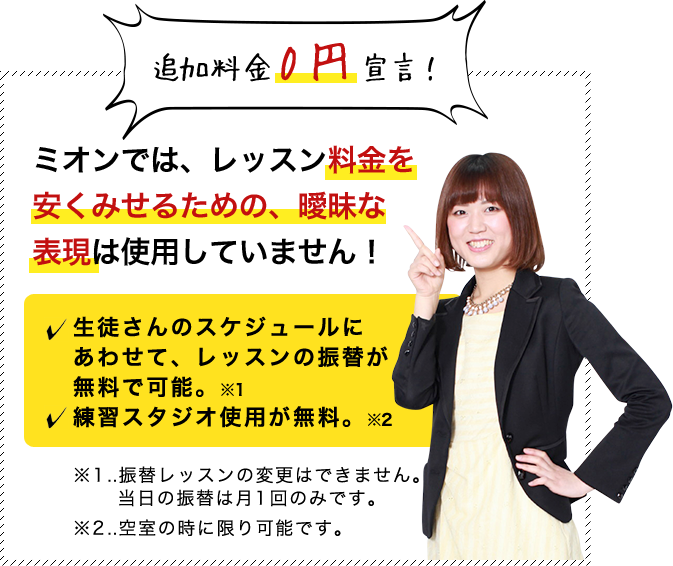 追加料金0円宣言！
ミオンでは、レッスン料金を
安くみせるための、曖昧な
表現は使用していません！
✓ 生徒さんのスケジュールに
あわせて、レッスンの振替が
無料で可能。※1
✓ 練習スタジオ使用が無料。※2
※1..振替レッスンの変更はできません。
当日の振替は月1回のみです。
※2..空室の時に限り可能です。